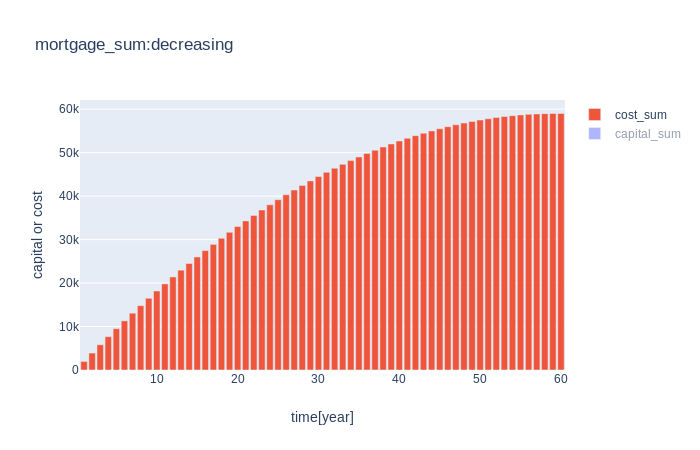 mortgage_sum:decreasing
cost_sum
capital_sum
capital or cost
60k
50k
40k
30k
20k
10k
0
10
20
30
40
50
60
time[year]